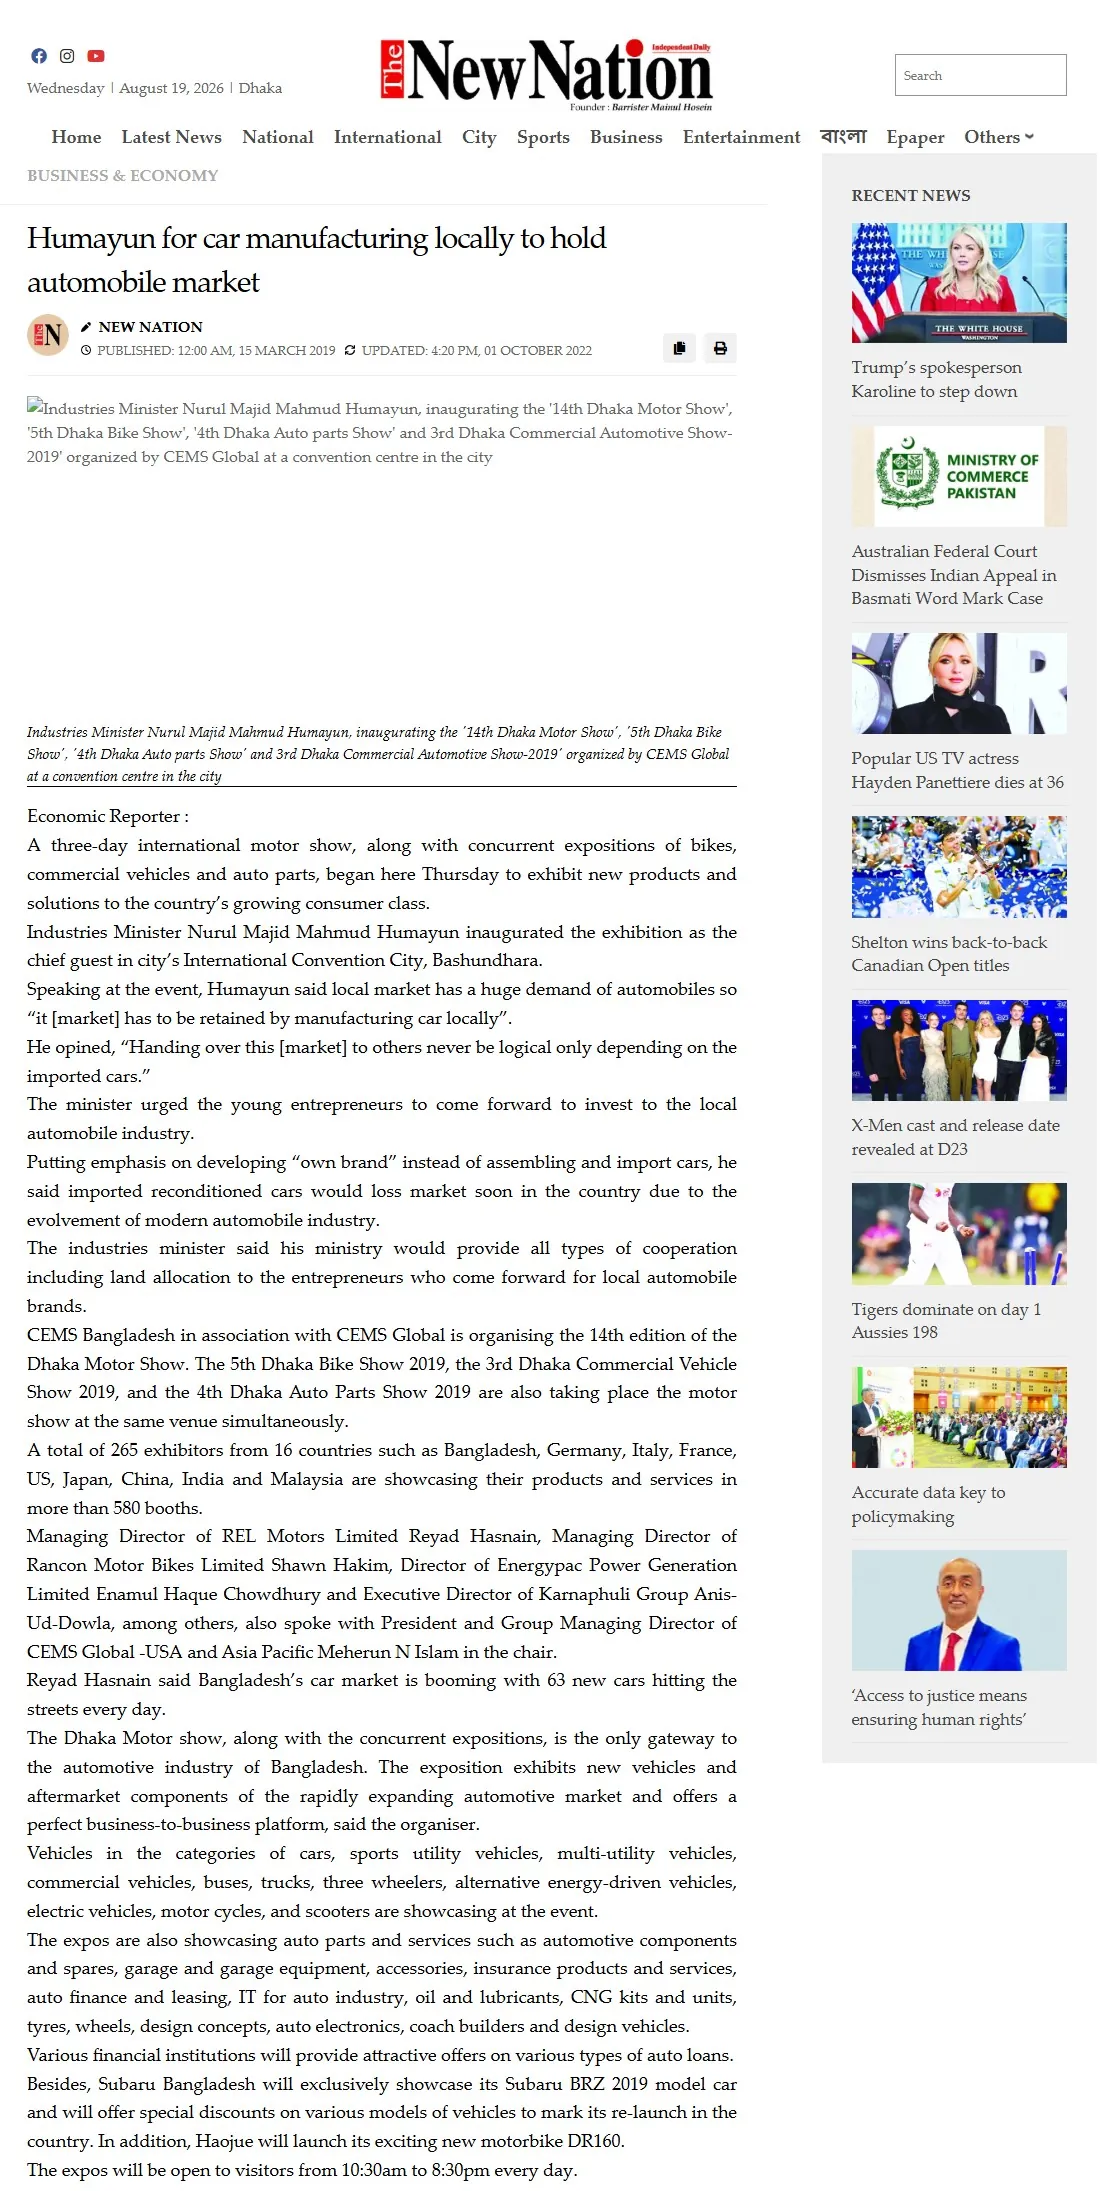 Wednesday | August 19, 2026 | Dhaka
The New Nation
Independent Daily
Founder : Barrister Mainul Hosein
Search
Home Latest News National International City Sports Business Entertainment বাংলা Epaper Others
BUSINESS & ECONOMY
Humayun for car manufacturing locally to hold
automobile market
The N
NEW NATION
PUBLISHED: 12:00 AM, 15 MARCH 2019 UPDATED: 4:20 PM, 01 OCTOBER 2022
Industries Minister Nurul Majid Mahmud Humayun, inaugurating the '14th Dhaka Motor Show',
'5th Dhaka Bike Show', '4th Dhaka Auto parts Show' and 3rd Dhaka Commercial Automotive Show-
2019' organized by CEMS Global at a convention centre in the city
Industries Minister Nurul Majid Mahmud Humayun, inaugurating the '14th Dhaka Motor Show', '5th Dhaka Bike
Show', '4th Dhaka Auto parts Show' and 3rd Dhaka Commercial Automotive Show-2019' organized by CEMS Global
at a convention centre in the city
Economic Reporter :
A three-day international motor show, along with concurrent expositions of bikes,
commercial vehicles and auto parts, began here Thursday to exhibit new products and
solutions to the country’s growing consumer class.
Industries Minister Nurul Majid Mahmud Humayun inaugurated the exhibition as the
chief guest in city’s International Convention City, Bashundhara.
Speaking at the event, Humayun said local market has a huge demand of automobiles so
“it [market] has to be retained by manufacturing car locally”.
He opined, “Handing over this [market] to others never be logical only depending on the
imported cars.”
The minister urged the young entrepreneurs to come forward to invest to the local
automobile industry.
Putting emphasis on developing “own brand” instead of assembling and import cars, he
said imported reconditioned cars would loss market soon in the country due to the
evolvement of modern automobile industry.
The industries minister said his ministry would provide all types of cooperation
including land allocation to the entrepreneurs who come forward for local automobile
brands.
CEMS Bangladesh in association with CEMS Global is organising the 14th edition of the
Dhaka Motor Show. The 5th Dhaka Bike Show 2019, the 3rd Dhaka Commercial Vehicle
Show 2019, and the 4th Dhaka Auto Parts Show 2019 are also taking place the motor
show at the same venue simultaneously.
A total of 265 exhibitors from 16 countries such as Bangladesh, Germany, Italy, France,
US, Japan, China, India and Malaysia are showcasing their products and services in
more than 580 booths.
Managing Director of REL Motors Limited Reyad Hasnain, Managing Director of
Rancon Motor Bikes Limited Shawn Hakim, Director of Energypac Power Generation
Limited Enamul Haque Chowdhury and Executive Director of Karnaphuli Group Anis-
Ud-Dowla, among others, also spoke with President and Group Managing Director of
CEMS Global -USA and Asia Pacific Meherun N Islam in the chair.
Reyad Hasnain said Bangladesh’s car market is booming with 63 new cars hitting the
streets every day.
The Dhaka Motor show, along with the concurrent expositions, is the only gateway to
the automotive industry of Bangladesh. The exposition exhibits new vehicles and
aftermarket components of the rapidly expanding automotive market and offers a
perfect business-to-business platform, said the organiser.
Vehicles in the categories of cars, sports utility vehicles, multi-utility vehicles,
commercial vehicles, buses, trucks, three wheelers, alternative energy-driven vehicles,
electric vehicles, motor cycles, and scooters are showcasing at the event.
The expos are also showcasing auto parts and services such as automotive components
and spares, garage and garage equipment, accessories, insurance products and services,
auto finance and leasing, IT for auto industry, oil and lubricants, CNG kits and units,
tyres, wheels, design concepts, auto electronics, coach builders and design vehicles.
Various financial institutions will provide attractive offers on various types of auto loans.
Besides, Subaru Bangladesh will exclusively showcase its Subaru BRZ 2019 model car
and will offer special discounts on various models of vehicles to mark its re-launch in the
country. In addition, Haojue will launch its exciting new motorbike DR160.
The expos will be open to visitors from 10:30am to 8:30pm every day.
RECENT NEWS
THE WHITE HOUSE
WASHINGTON
Trump’s spokesperson
Karoline to step down
MINISTRY OF
COMMERCE
PAKISTAN
Australian Federal Court
Dismisses Indian Appeal in
Basmati Word Mark Case
Popular US TV actress
Hayden Panettiere dies at 36
Shelton wins back-to-back
Canadian Open titles
X-Men cast and release date
revealed at D23
Tigers dominate on day 1
Aussies 198
Accurate data key to
policymaking
‘Access to justice means
ensuring human rights’